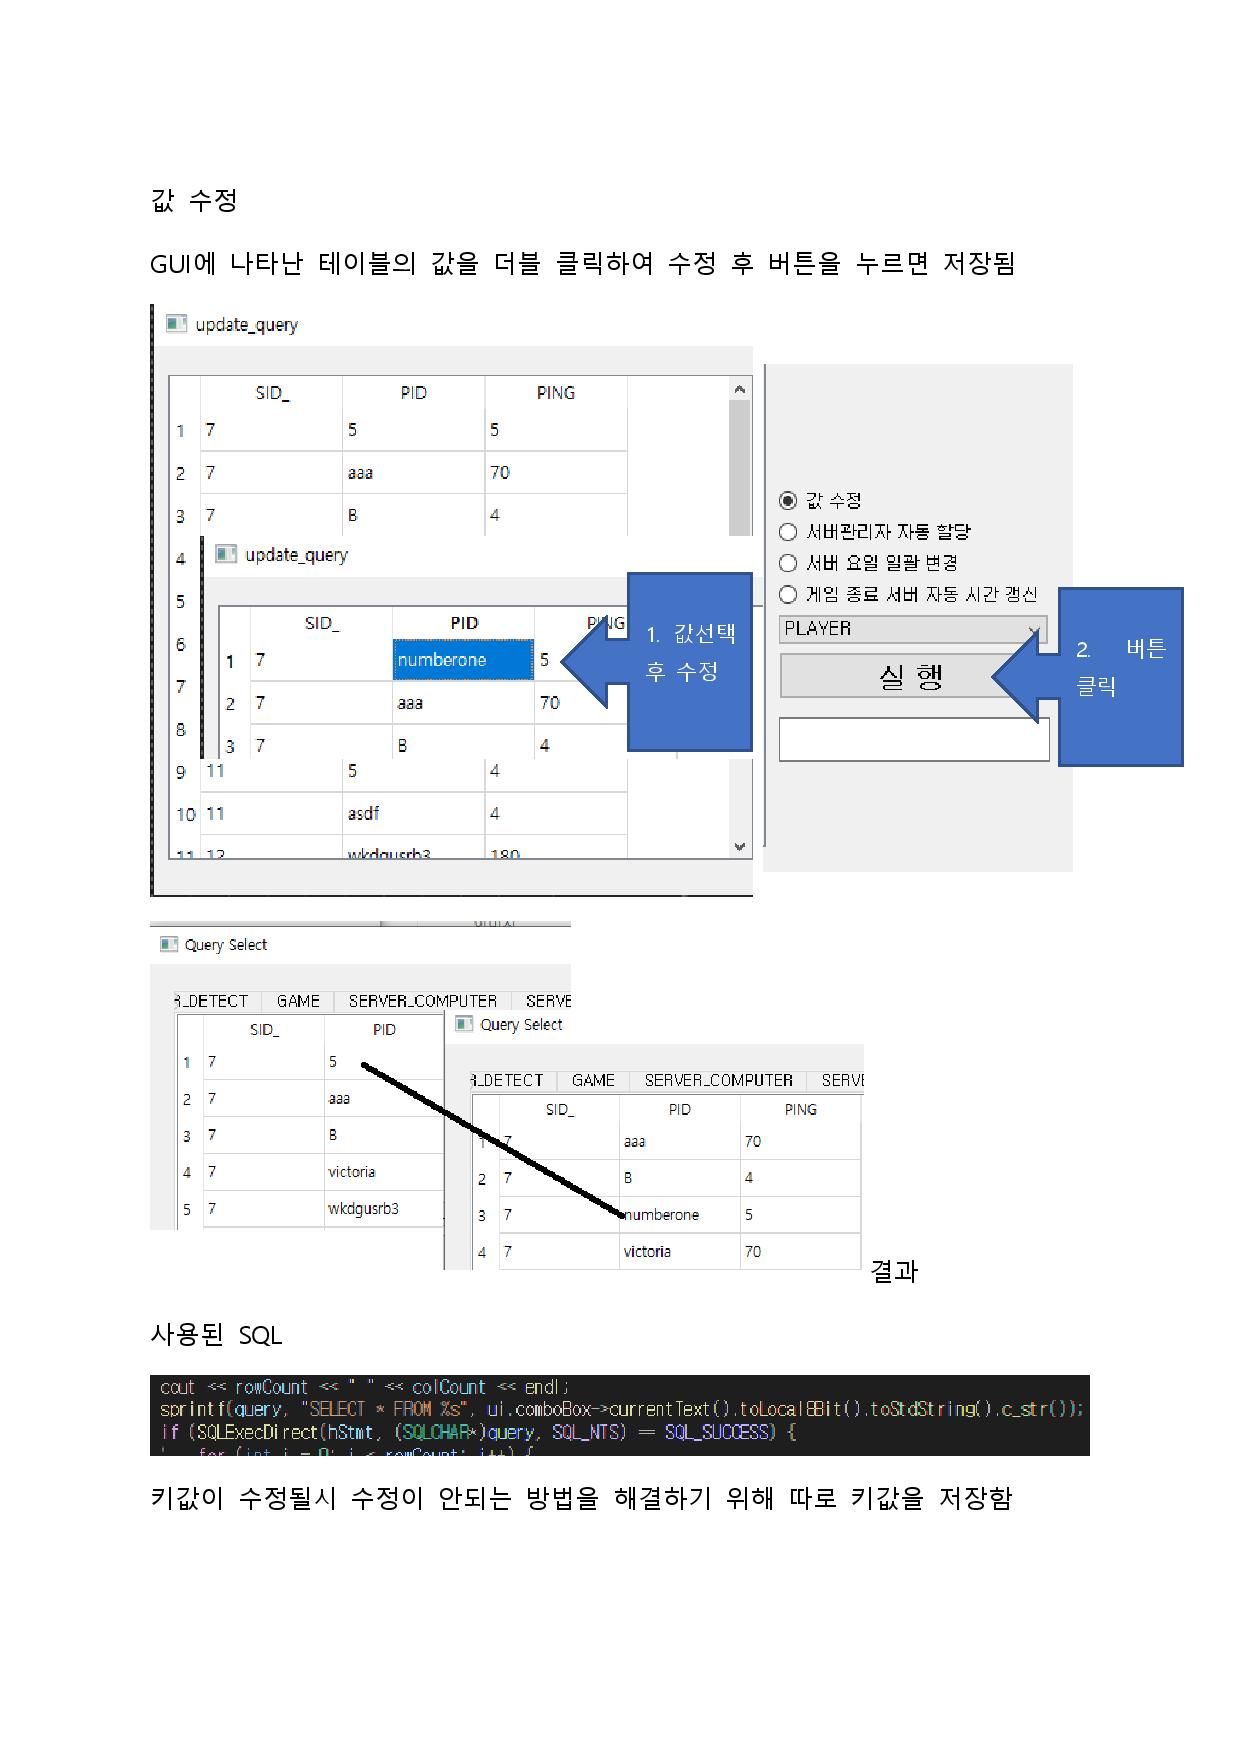 값 수정
GUI에 나타난 테이블의 값을 더블 클릭하여 수정 후 버튼을 누르면 저장됨
update_query
SID_ PID PING
1 7 5 5
2 7 aaa 70
3 7 B 4
4
5
6
7
8
9 11 5 4
10 11 asdf 4
11 12 wkdgusrb3 180
update_query
SID_ PID PING
1 7 numberone 5
2 7 aaa 70
3 7 B 4
1. 값선택
후 수정
값 수정
서버관리자 자동 할당
서버 요일 일괄 변경
게임 종료 서버 자동 시간 갱신
PLAYER
실 행
2. 버튼
클릭
Query Select
R_DETECT GAME SERVER_COMPUTER SERVE
SID_ PID
1 7 5
2 7 aaa
3 7 B
4 7 victoria
5 7 wkdgusrb3
Query Select
R_DETECT GAME SERVER_COMPUTER SERVE
SID_ PID PING
1 7 aaa 70
2 7 B 4
3 7 numberone 5
4 7 victoria 70
결과
사용된 SQL
cout << rowCount << " " << colCount << endl;
sprintf(query, "SELECT * FROM %s", ui.comboBox->currentText().toLocal8Bit().toStdString().c_str());
if (SQLExecDirect(hStmt, (SQLCHAR*)query, SQL_NTS) == SQL_SUCCESS) {
for (int i = 0; i < rowCount; i++) {
키값이 수정될시 수정이 안되는 방법을 해결하기 위해 따로 키값을 저장함